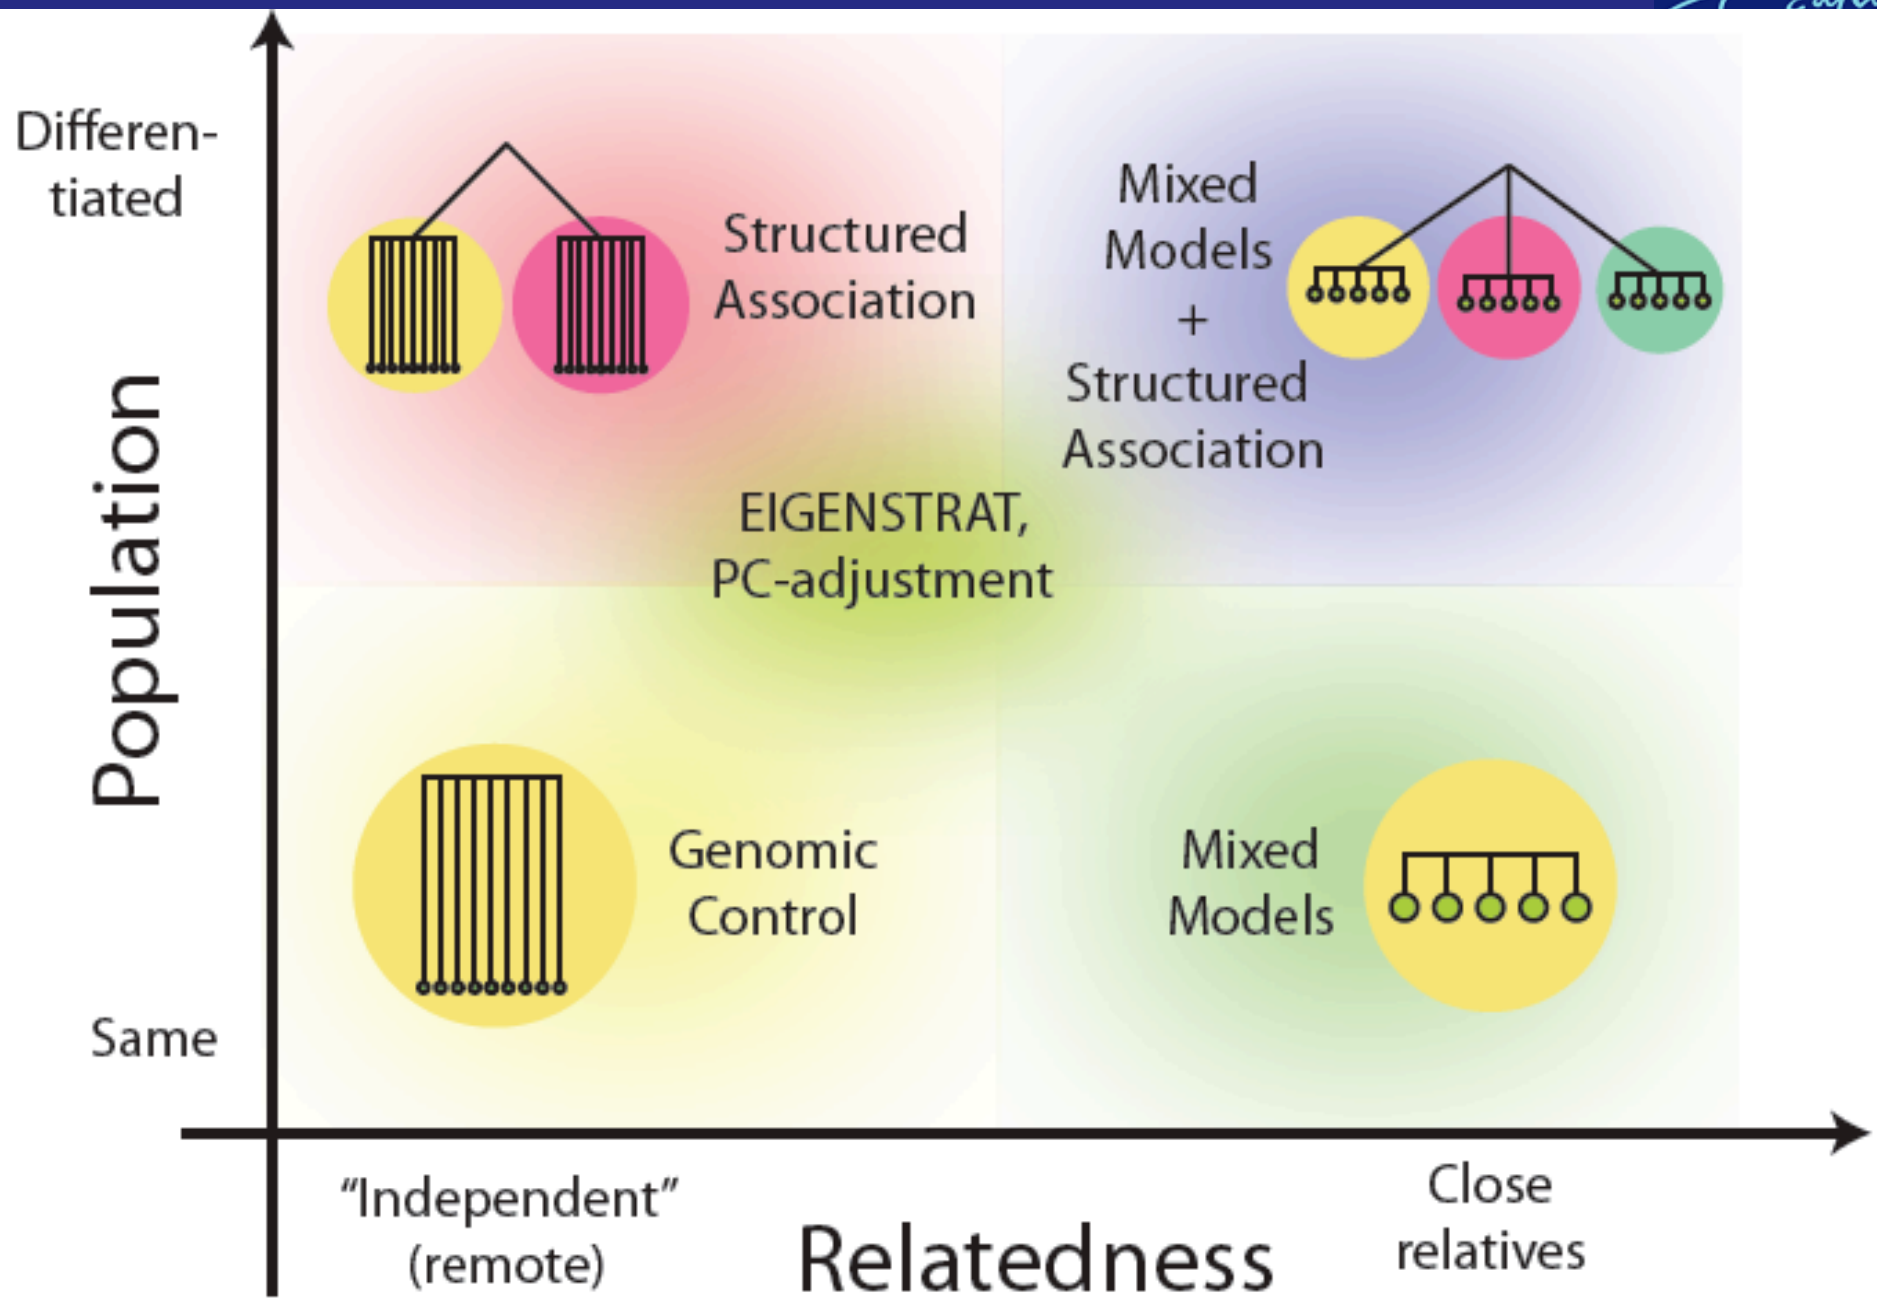 Differen-
tiated
Structured
Association
Mixed
Models
+
Structured
Association
EIGENSTRAT,
PC-adjustment
Population
Genomic
Control
Mixed
Models
Same
“Independent”
(remote)
Close
relatives
Relatedness